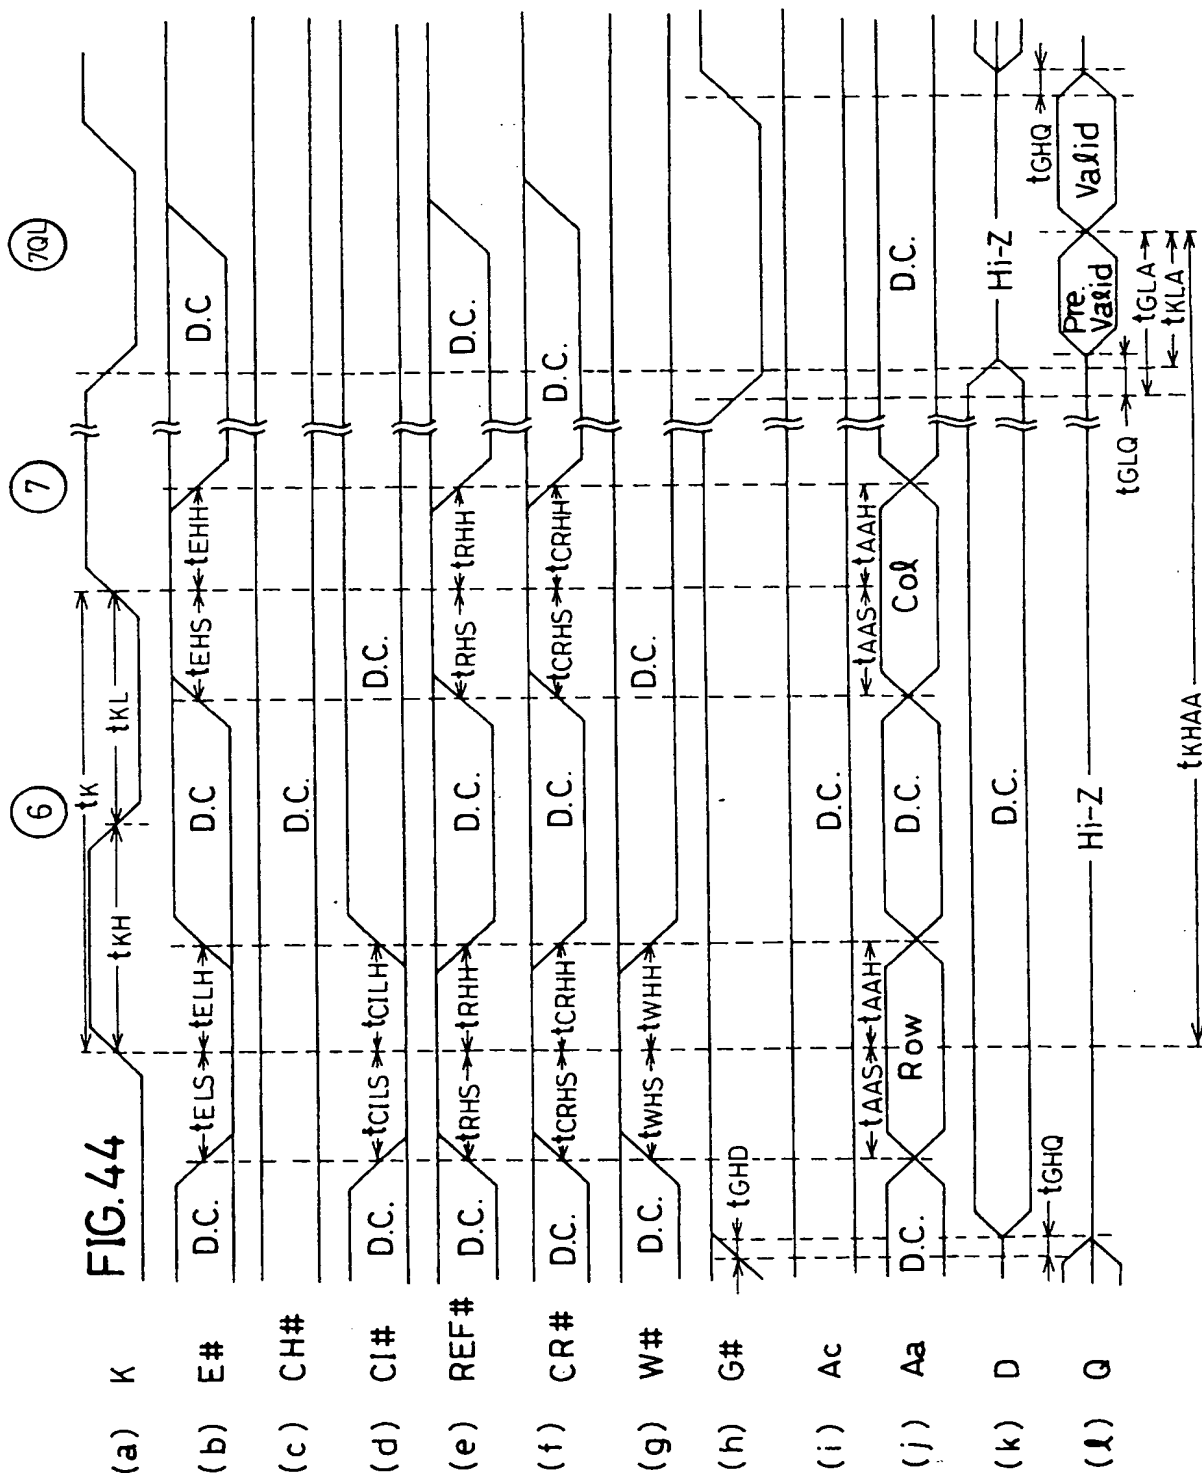 FIG.44
6 7 7QL
(a) K tK tKH tKL
(b) E# D.C. tELS tELH D.C tEHS tEHH D.C
(c) CH# D.C.
(d) CI# D.C. tCILS tCILH D.C.
(e) REF# tRHS tRHH D.C. tRHS tRHH D.C.
(f) CR# D.C. tCRHS tCRHH D.C. tCRHS tCRHH D.C.
(g) W# D.C. tWHS tWHH D.C.
(h) G# tGHD
(i) Ac D.C.
tAAS tAAH tAAS tAAH
(j) Aa D.C. Row D.C. Col D.C.
(k) D D.C. Hi-Z
tGHQ tGHQ
(l) Q Hi-Z Pre. Valid Valid
tGLQ tGLA
tKLA
tKHAA